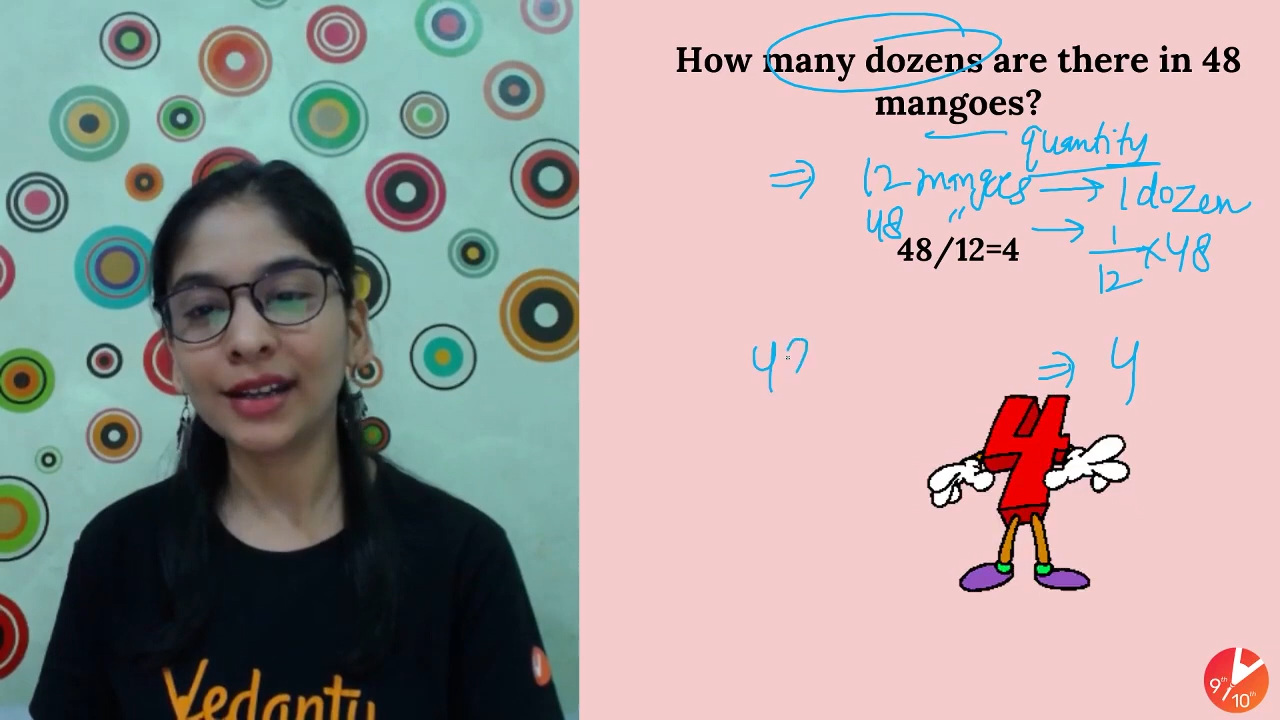 How many dozens are there in 48
mangoes?
quantity
⇒ 12 mangoes → 1 dozen
48 〃 → 1/12 × 48
48/12=4
⇒ 4
Vedantu
9th 10th